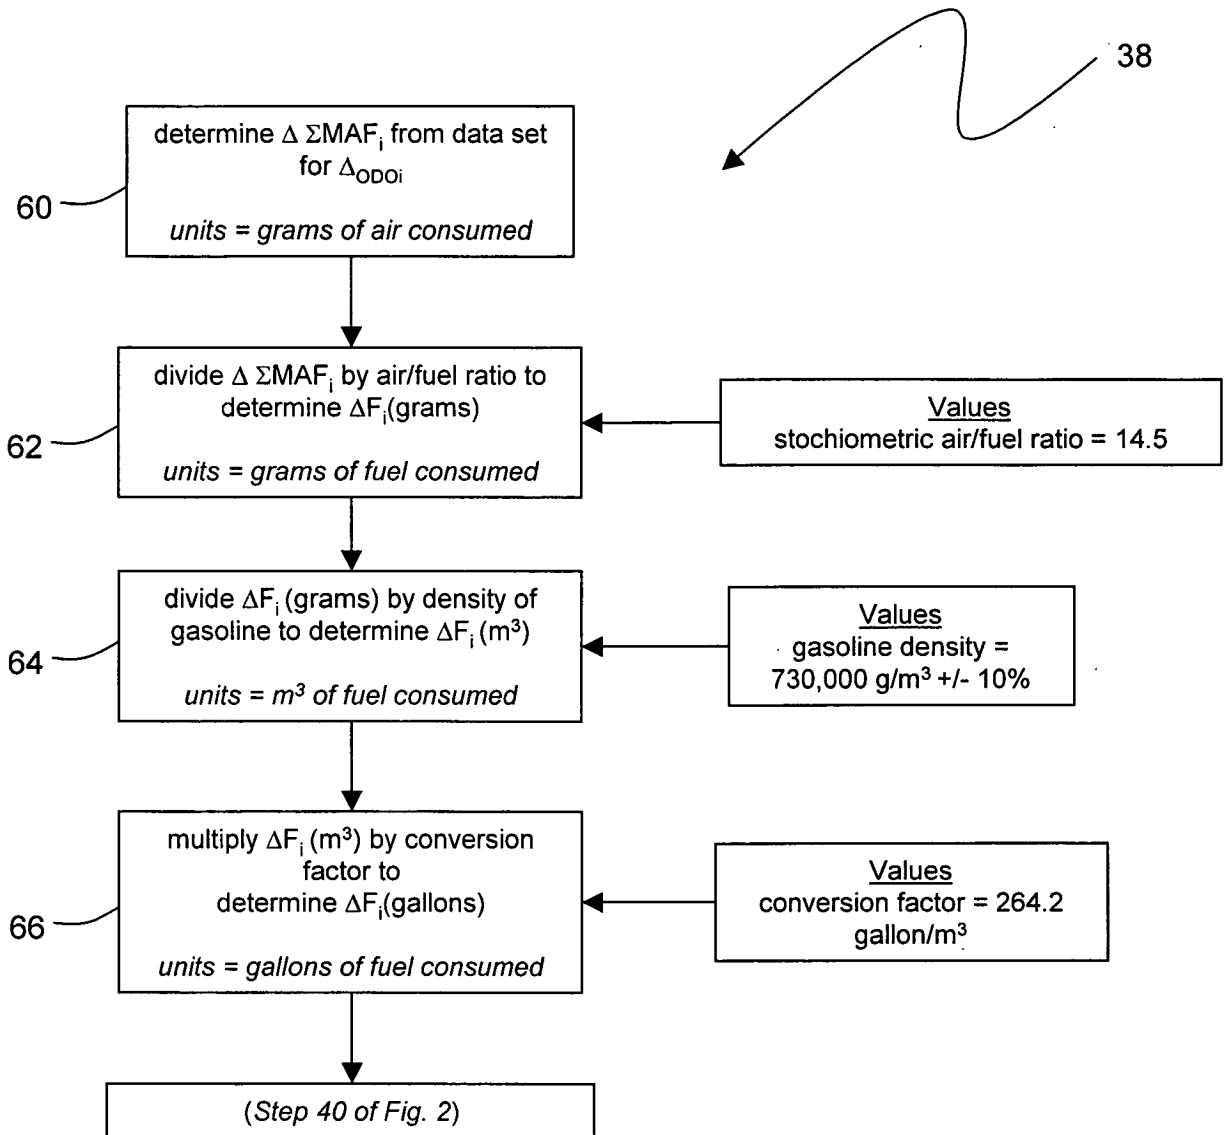 38
determine Δ ΣMAFᵢ from data set
for Δ_ODOi
units = grams of air consumed
60
divide Δ ΣMAFᵢ by air/fuel ratio to
determine ΔFᵢ(grams)
units = grams of fuel consumed
62
Values
stochiometric air/fuel ratio = 14.5
divide ΔFᵢ (grams) by density of
gasoline to determine ΔFᵢ (m³)
units = m³ of fuel consumed
64
Values
gasoline density =
730,000 g/m³ +/- 10%
multiply ΔFᵢ (m³) by conversion
factor to
determine ΔFᵢ(gallons)
units = gallons of fuel consumed
66
Values
conversion factor = 264.2
gallon/m³
(Step 40 of Fig. 2)